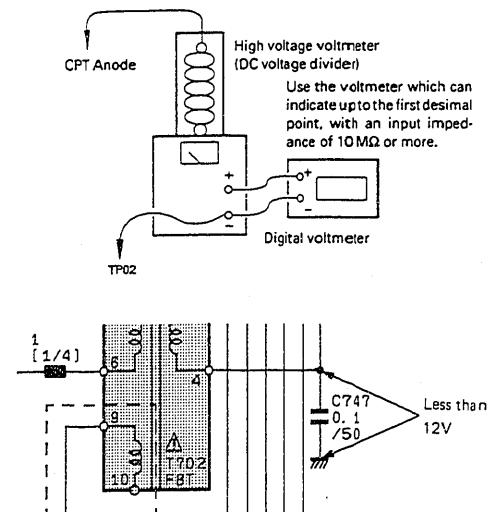 High voltage voltmeter
(DC voltage divider)
CPT Anode
Use the voltmeter which can
indicate up to the first desimal
point, with an input imped-
ance of 10 MΩ or more.
+
+
−
−
Digital voltmeter
TP02
1
[1/4]
6
4
9
10
T702
FBT
C747
0.1
/50
Less than
12V